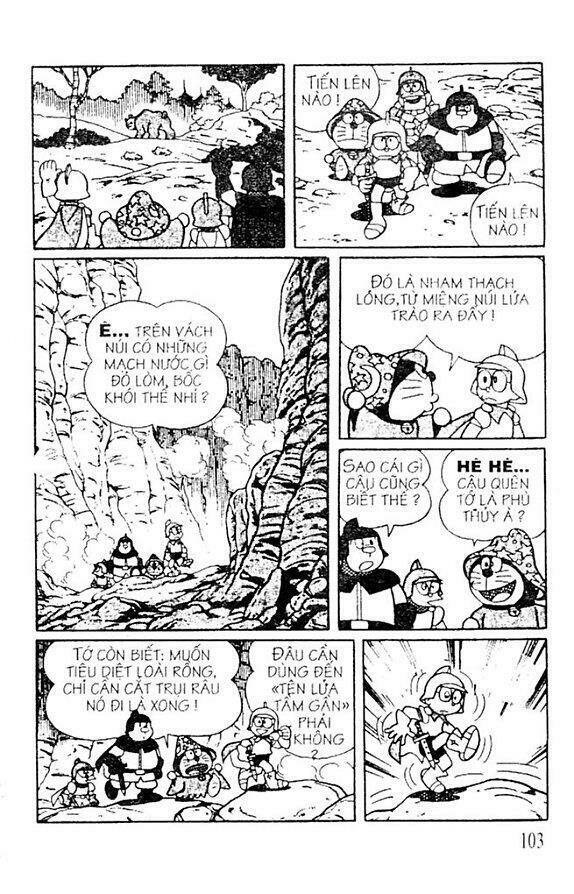 TIẾN LÊN
NÀO !
TIẾN LÊN
NÀO !
Ê... TRÊN VÁCH
NÚI CÓ NHỮNG
MẠCH NƯỚC GÌ
ĐỎ LÒM, BỐC
KHÓI THẾ NHỈ ?
ĐÓ LÀ NHAM THẠCH
LỎNG, TỪ MIỆNG NÚI LỬA
TRÀO RA ĐẤY !
SAO CÁI GÌ
CẬU CŨNG
BIẾT THẾ ?
HÈ HÈ...
CẬU QUÊN
TỚ LÀ PHÙ
THỦY À ?
TỚ CÒN BIẾT: MUỐN
TIÊU DIỆT LOÀI RỒNG,
CHỈ CẦN CẮT TRỤI RÂU
NÓ ĐI LÀ XONG !
ĐÂU CẦN
DÙNG ĐẾN
«TÊN LỬA
TẦM GẦN»
PHẢI
KHÔNG
?
103